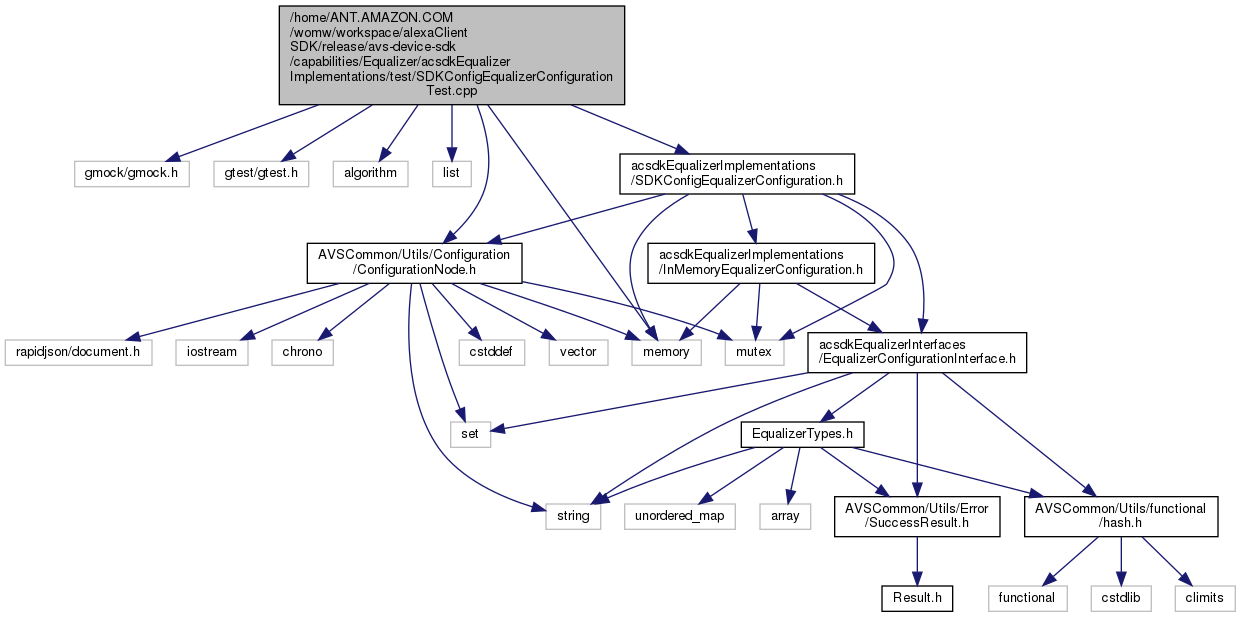 /home/ANT.AMAZON.COM
/womw/workspace/alexaClient
SDK/release/avs-device-sdk
/capabilities/Equalizer/acsdkEqualizer
Implementations/test/SDKConfigEqualizerConfiguration
Test.cpp
gmock/gmock.h
gtest/gtest.h
algorithm
list
acsdkEqualizerImplementations
/SDKConfigEqualizerConfiguration.h
AVSCommon/Utils/Configuration
/ConfigurationNode.h
acsdkEqualizerImplementations
/InMemoryEqualizerConfiguration.h
rapidjson/document.h
iostream
chrono
cstddef
vector
memory
mutex
acsdkEqualizerInterfaces
/EqualizerConfigurationInterface.h
set
EqualizerTypes.h
string
unordered_map
array
AVSCommon/Utils/Error
/SuccessResult.h
AVSCommon/Utils/functional
/hash.h
Result.h
functional
cstdlib
climits